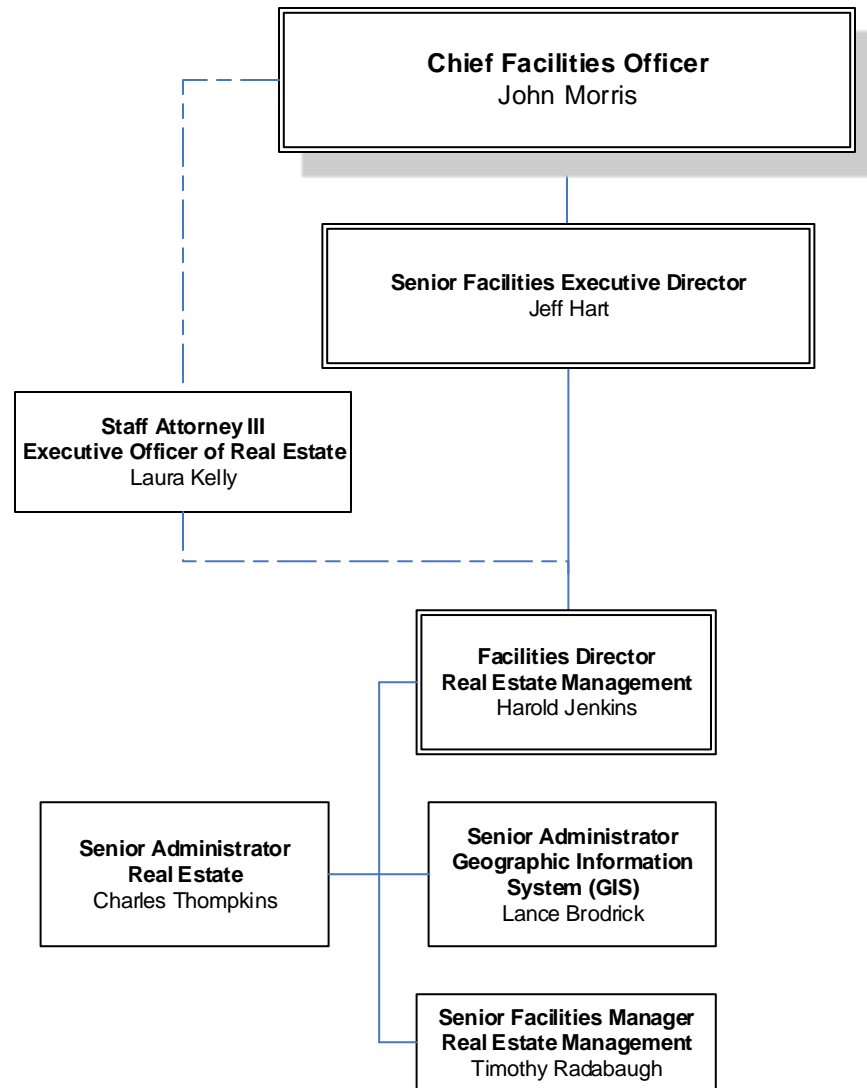 Chief Facilities Officer
John Morris
Senior Facilities Executive Director
Jeff Hart
Staff Attorney III
Executive Officer of Real Estate
Laura Kelly
Facilities Director
Real Estate Management
Harold Jenkins
Senior Administrator
Real Estate
Charles Thompkins
Senior Administrator
Geographic Information
System (GIS)
Lance Brodrick
Senior Facilities Manager
Real Estate Management
Timothy Radabaugh